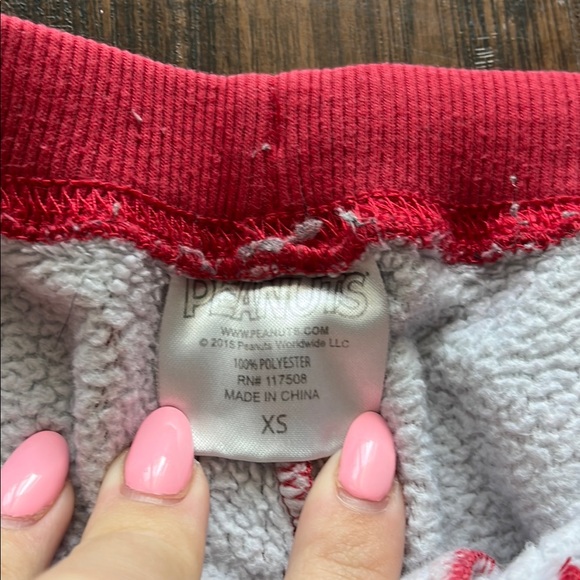 PEANUTS
WWW.PEANUTS.COM
© 2015 Peanuts Worldwide LLC
100% POLYESTER
RN# 117508
MADE IN CHINA
XS